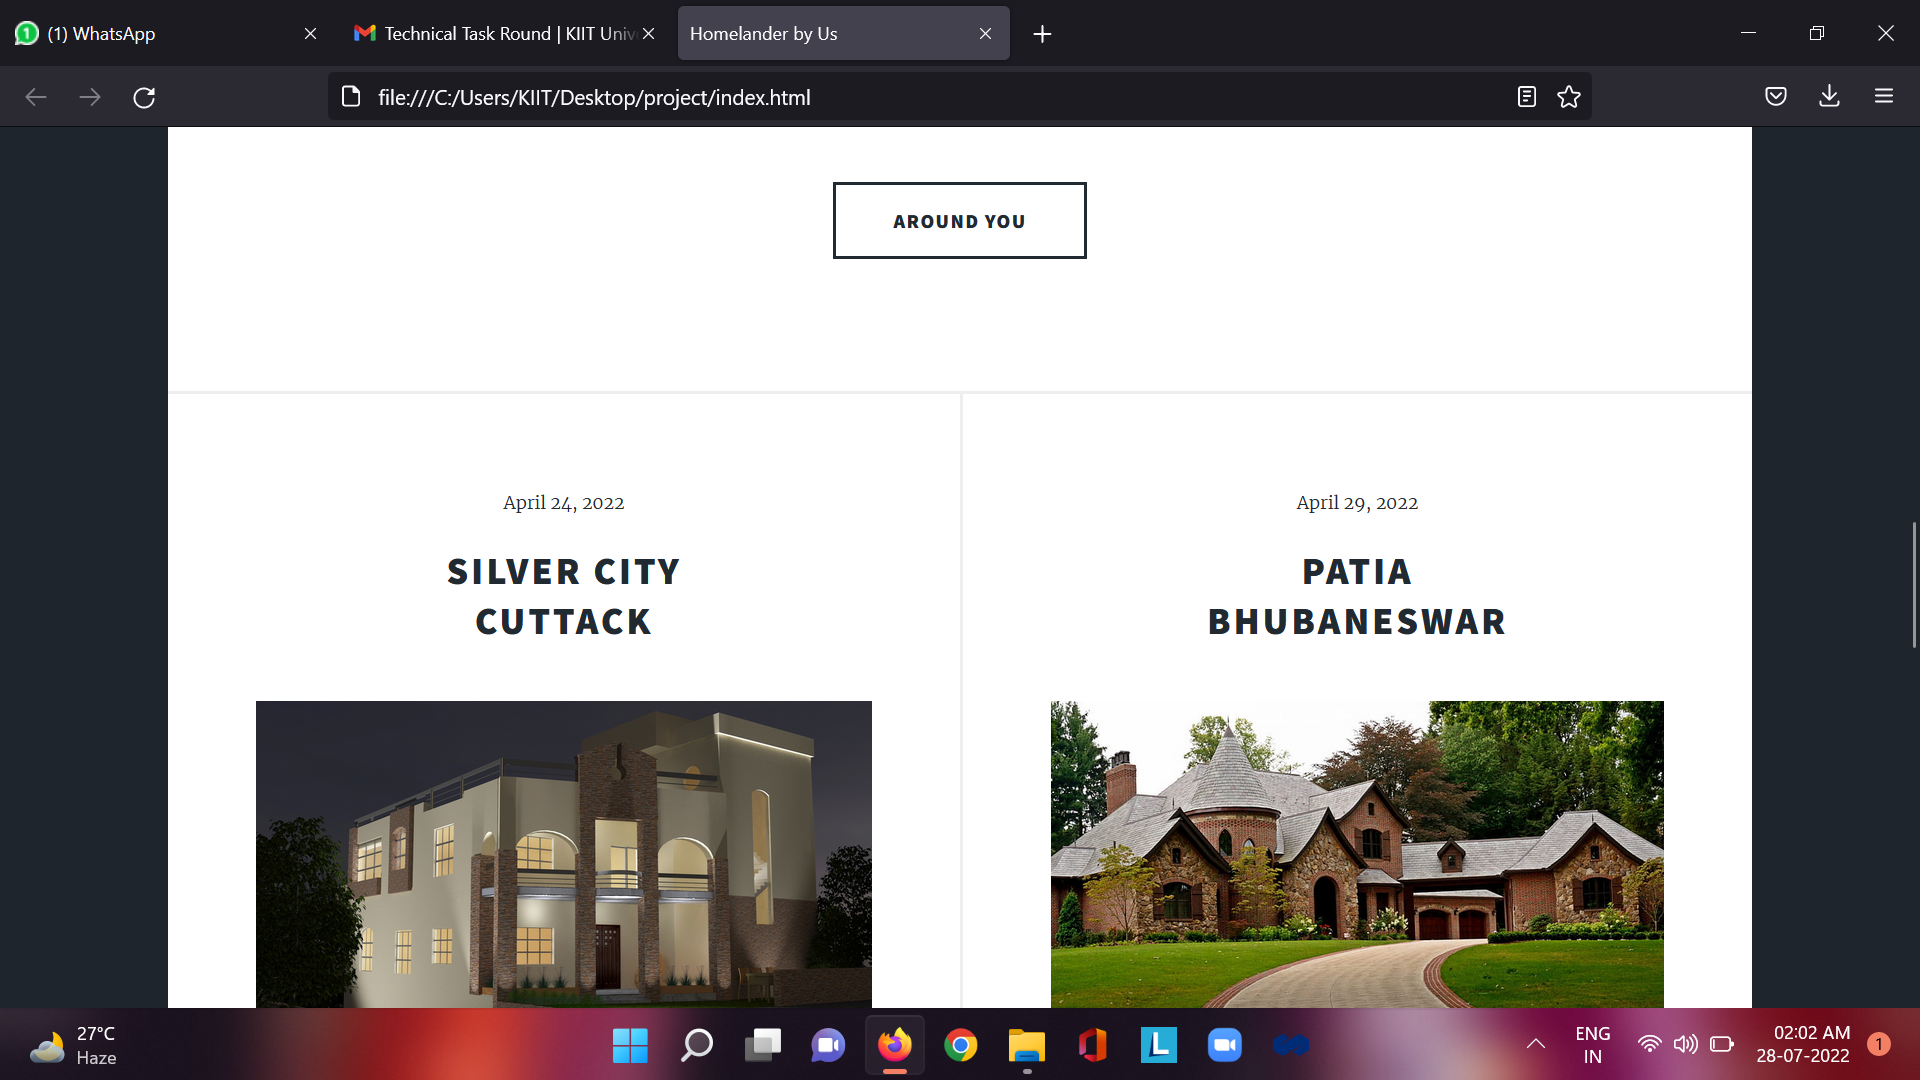 (1) WhatsApp
Technical Task Round | KIIT Univ
Homelander by Us
file:///C:/Users/KIIT/Desktop/project/index.html
AROUND YOU
April 24, 2022
SILVER CITY
CUTTACK
April 29, 2022
PATIA
BHUBANESWAR
27°C
Haze
L
ENG
IN
02:02 AM
28-07-2022
1